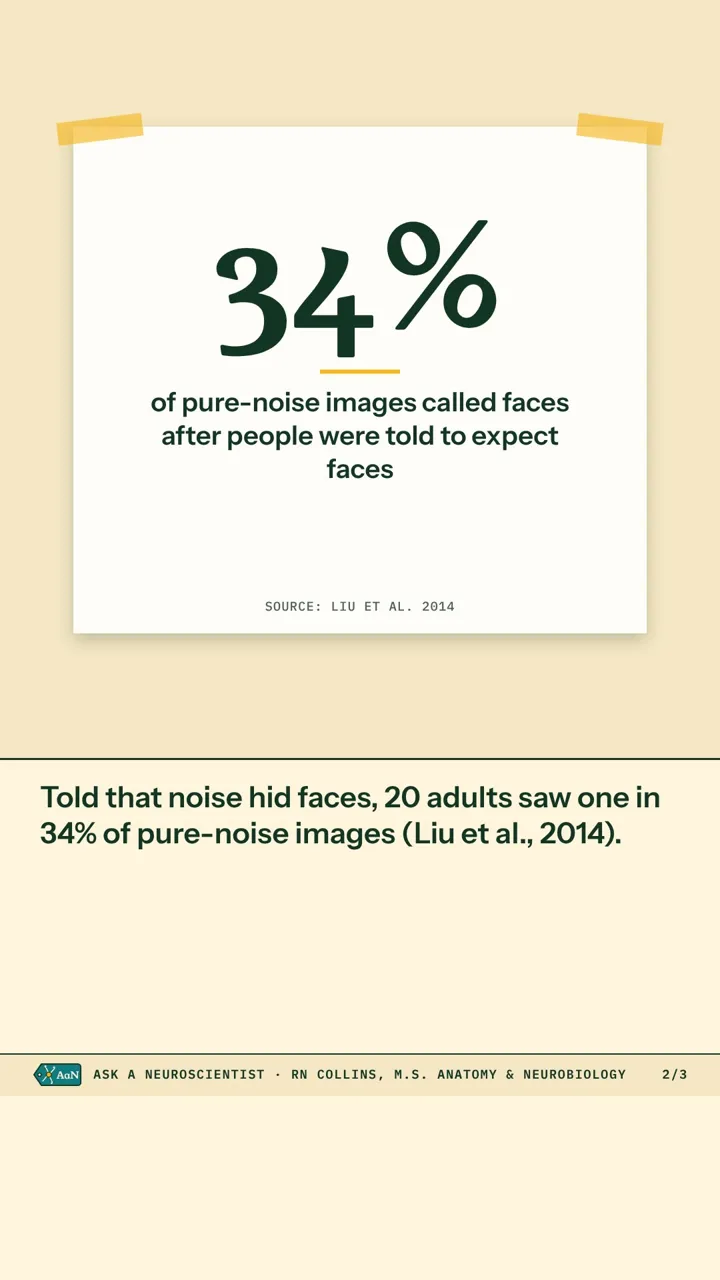 34%
of pure-noise images called faces
after people were told to expect
faces
SOURCE: LIU ET AL. 2014
Told that noise hid faces, 20 adults saw one in
34% of pure-noise images (Liu et al., 2014).
AaN ASK A NEUROSCIENTIST · RN COLLINS, M.S. ANATOMY & NEUROBIOLOGY 2/3